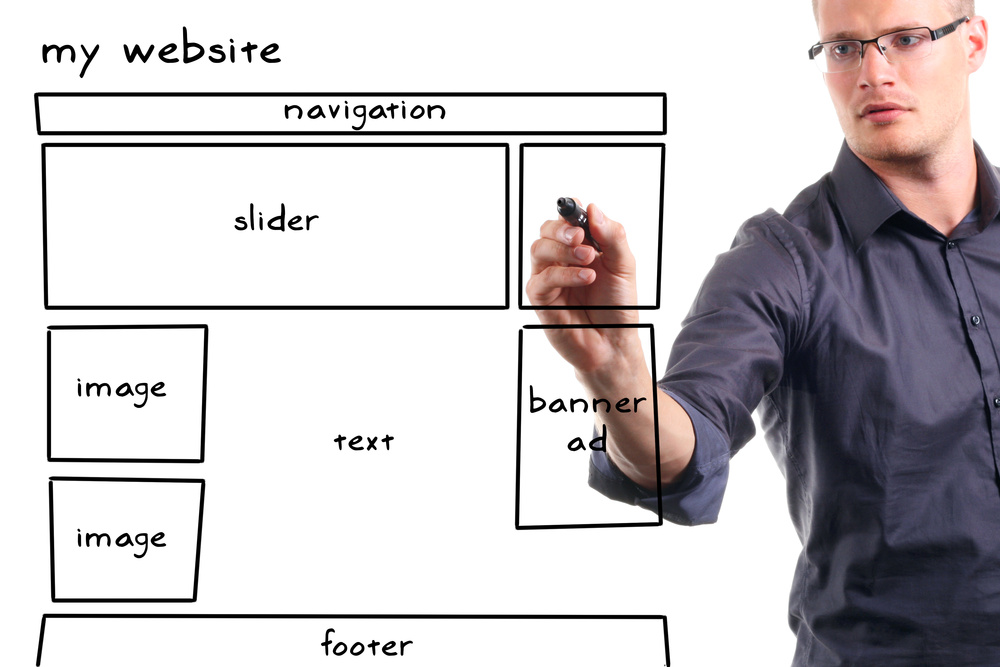 my website
navigation
slider
image
text
banner
ad
image
footer